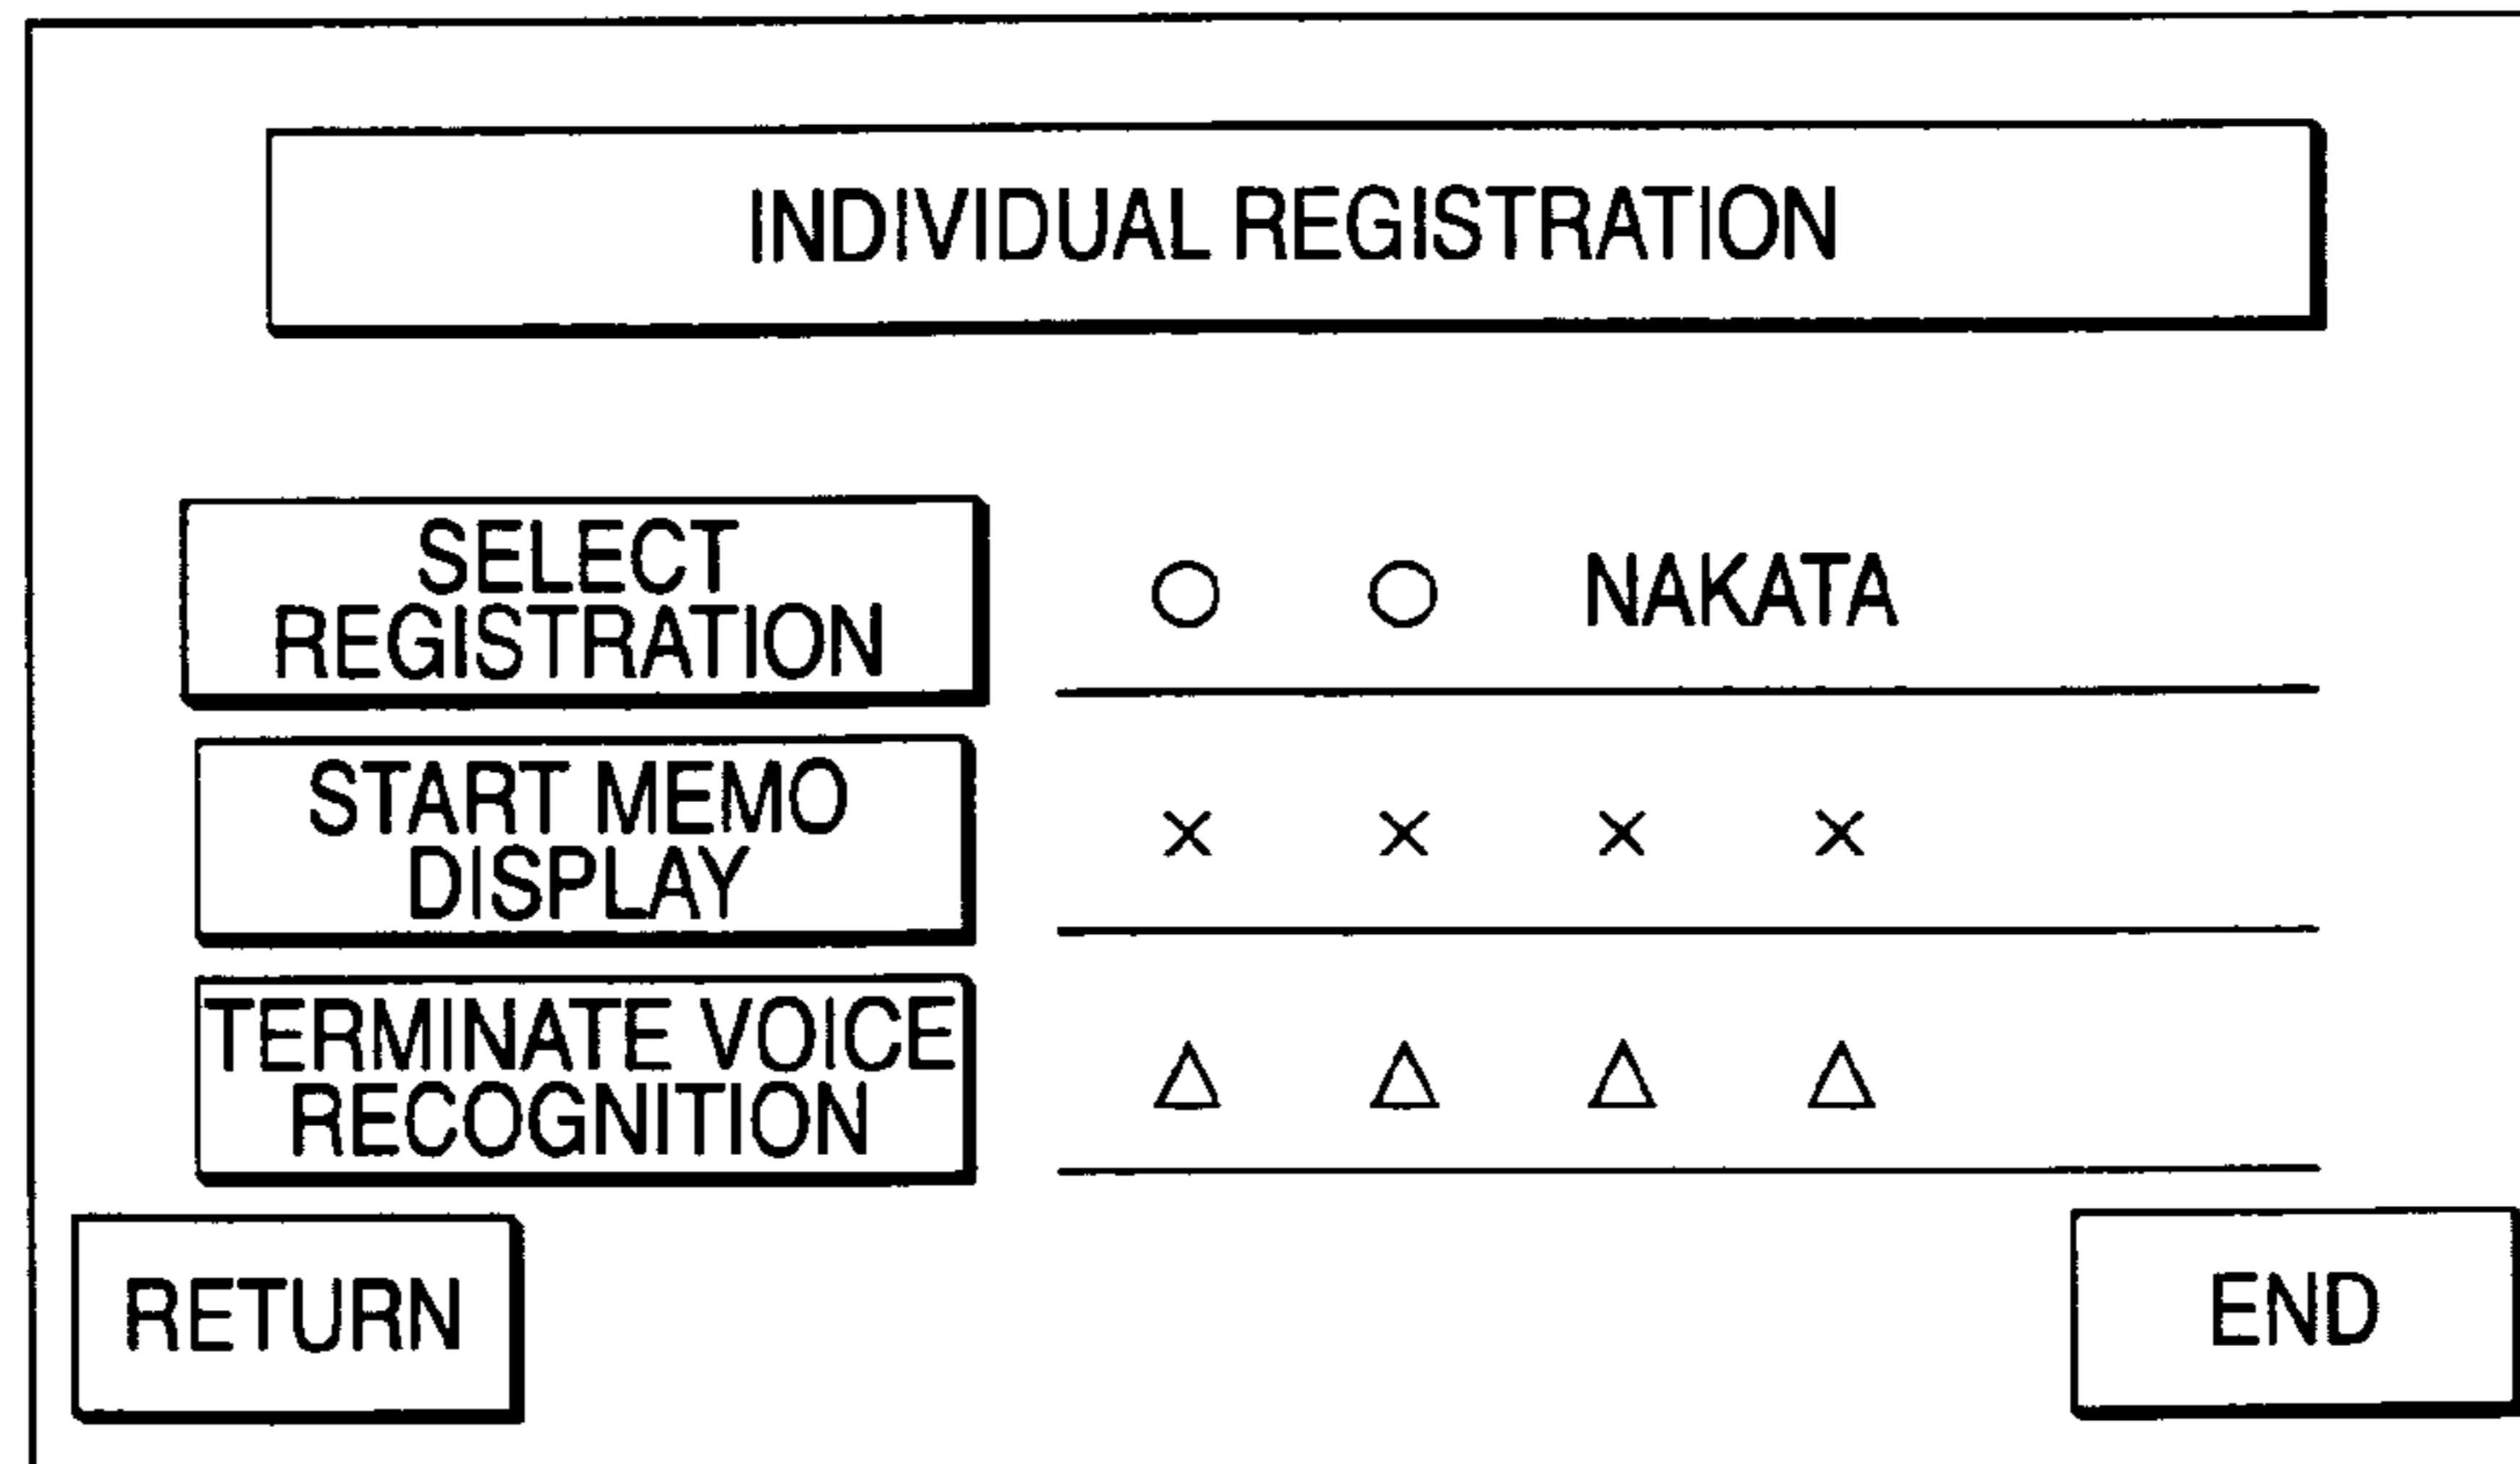 INDIVIDUAL REGISTRATION
SELECT
REGISTRATION
○ ○ NAKATA
START MEMO
DISPLAY
× × × ×
TERMINATE VOICE
RECOGNITION
△ △ △ △
RETURN
END